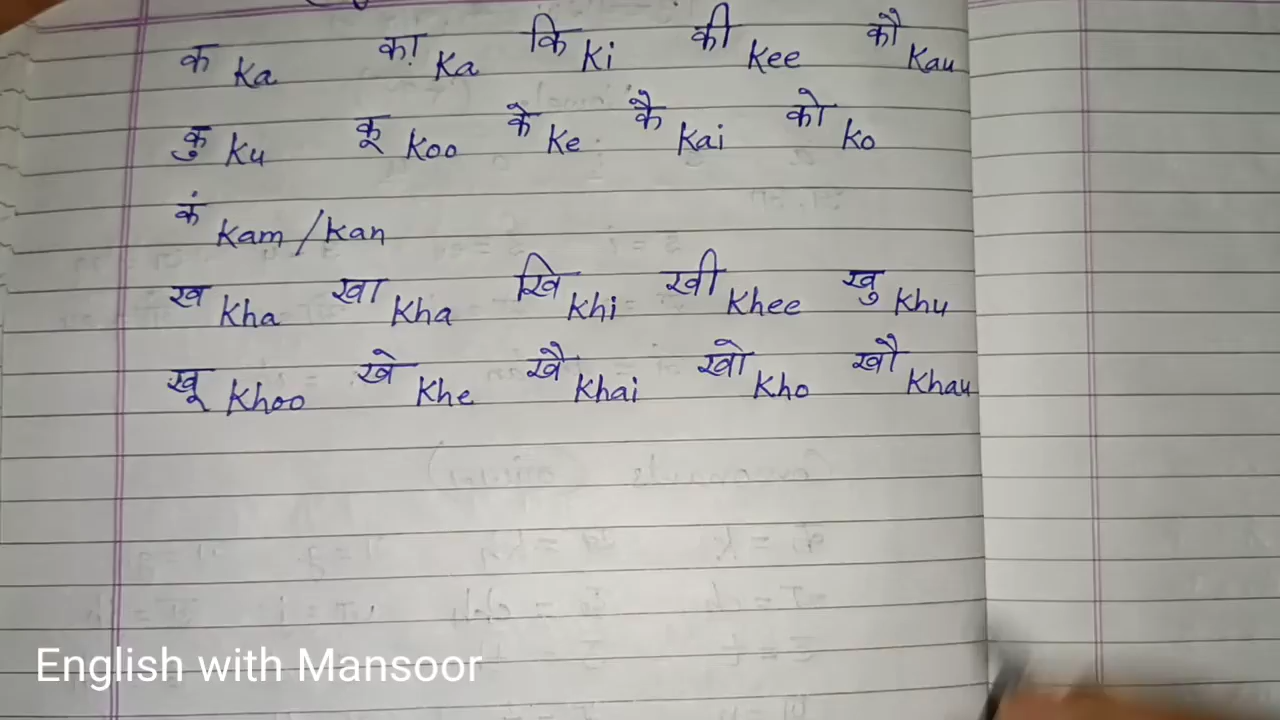 क Ka का Ka कि Ki की Kee कौ Kau
कु Ku कू Koo के Ke कै Kai को Ko
कं Kam / Kan
ख Kha खा Kha खि Khi खी Khee खु Khu
खू Khoo खे Khe खै Khai खो Kho खौ Khau
English with Mansoor